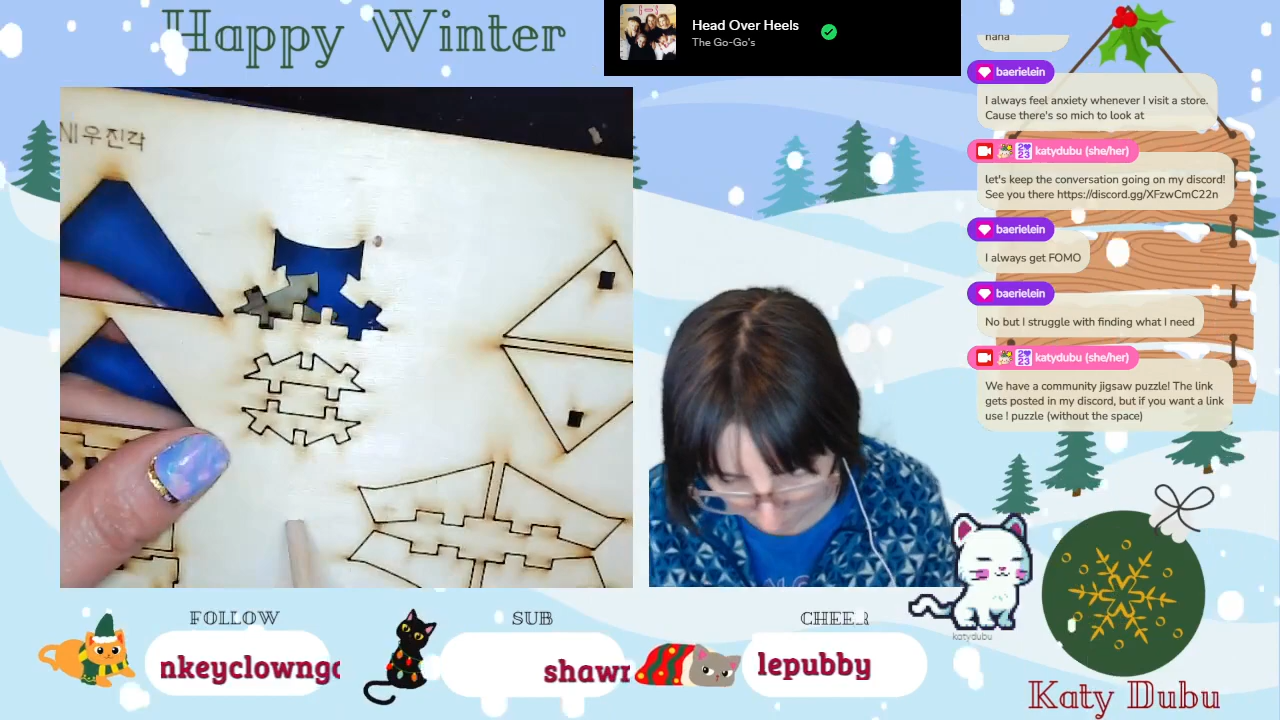 Happy Winter
Head Over Heels
The Go-Go's
우진각
baerielein
I always feel anxiety whenever I visit a store.
Cause there's so mich to look at
katydubu (she/her)
let's keep the conversation going on my discord!
See you there https://discord.gg/XFzwCmC22n
baerielein
I always get FOMO
baerielein
No but I struggle with finding what I need
katydubu (she/her)
We have a community jigsaw puzzle! The link
gets posted in my discord, but if you want a link
use ! puzzle (without the space)
FOLLOW
SUB
CHEER
nkeyclowng
shawr
lepubby
katydubu
Katy Dubu